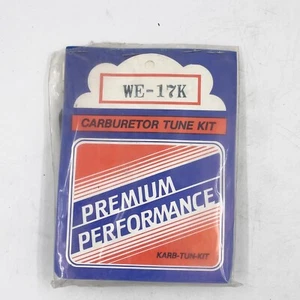 WE-17K
CARBURETOR TUNE KIT
PREMIUM
PERFORMANCE
KARB-TUN-KIT